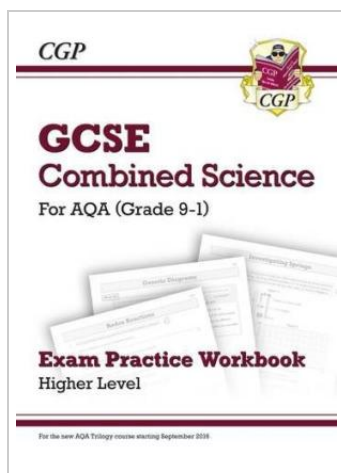 CGP
CGP
GCSE
Combined Science
For AQA (Grade 9-1)
Investigating Springs
Genetic Diagrams
Redox Reactions
Exam Practice Workbook
Higher Level
For the new AQA Trilogy course starting September 2016